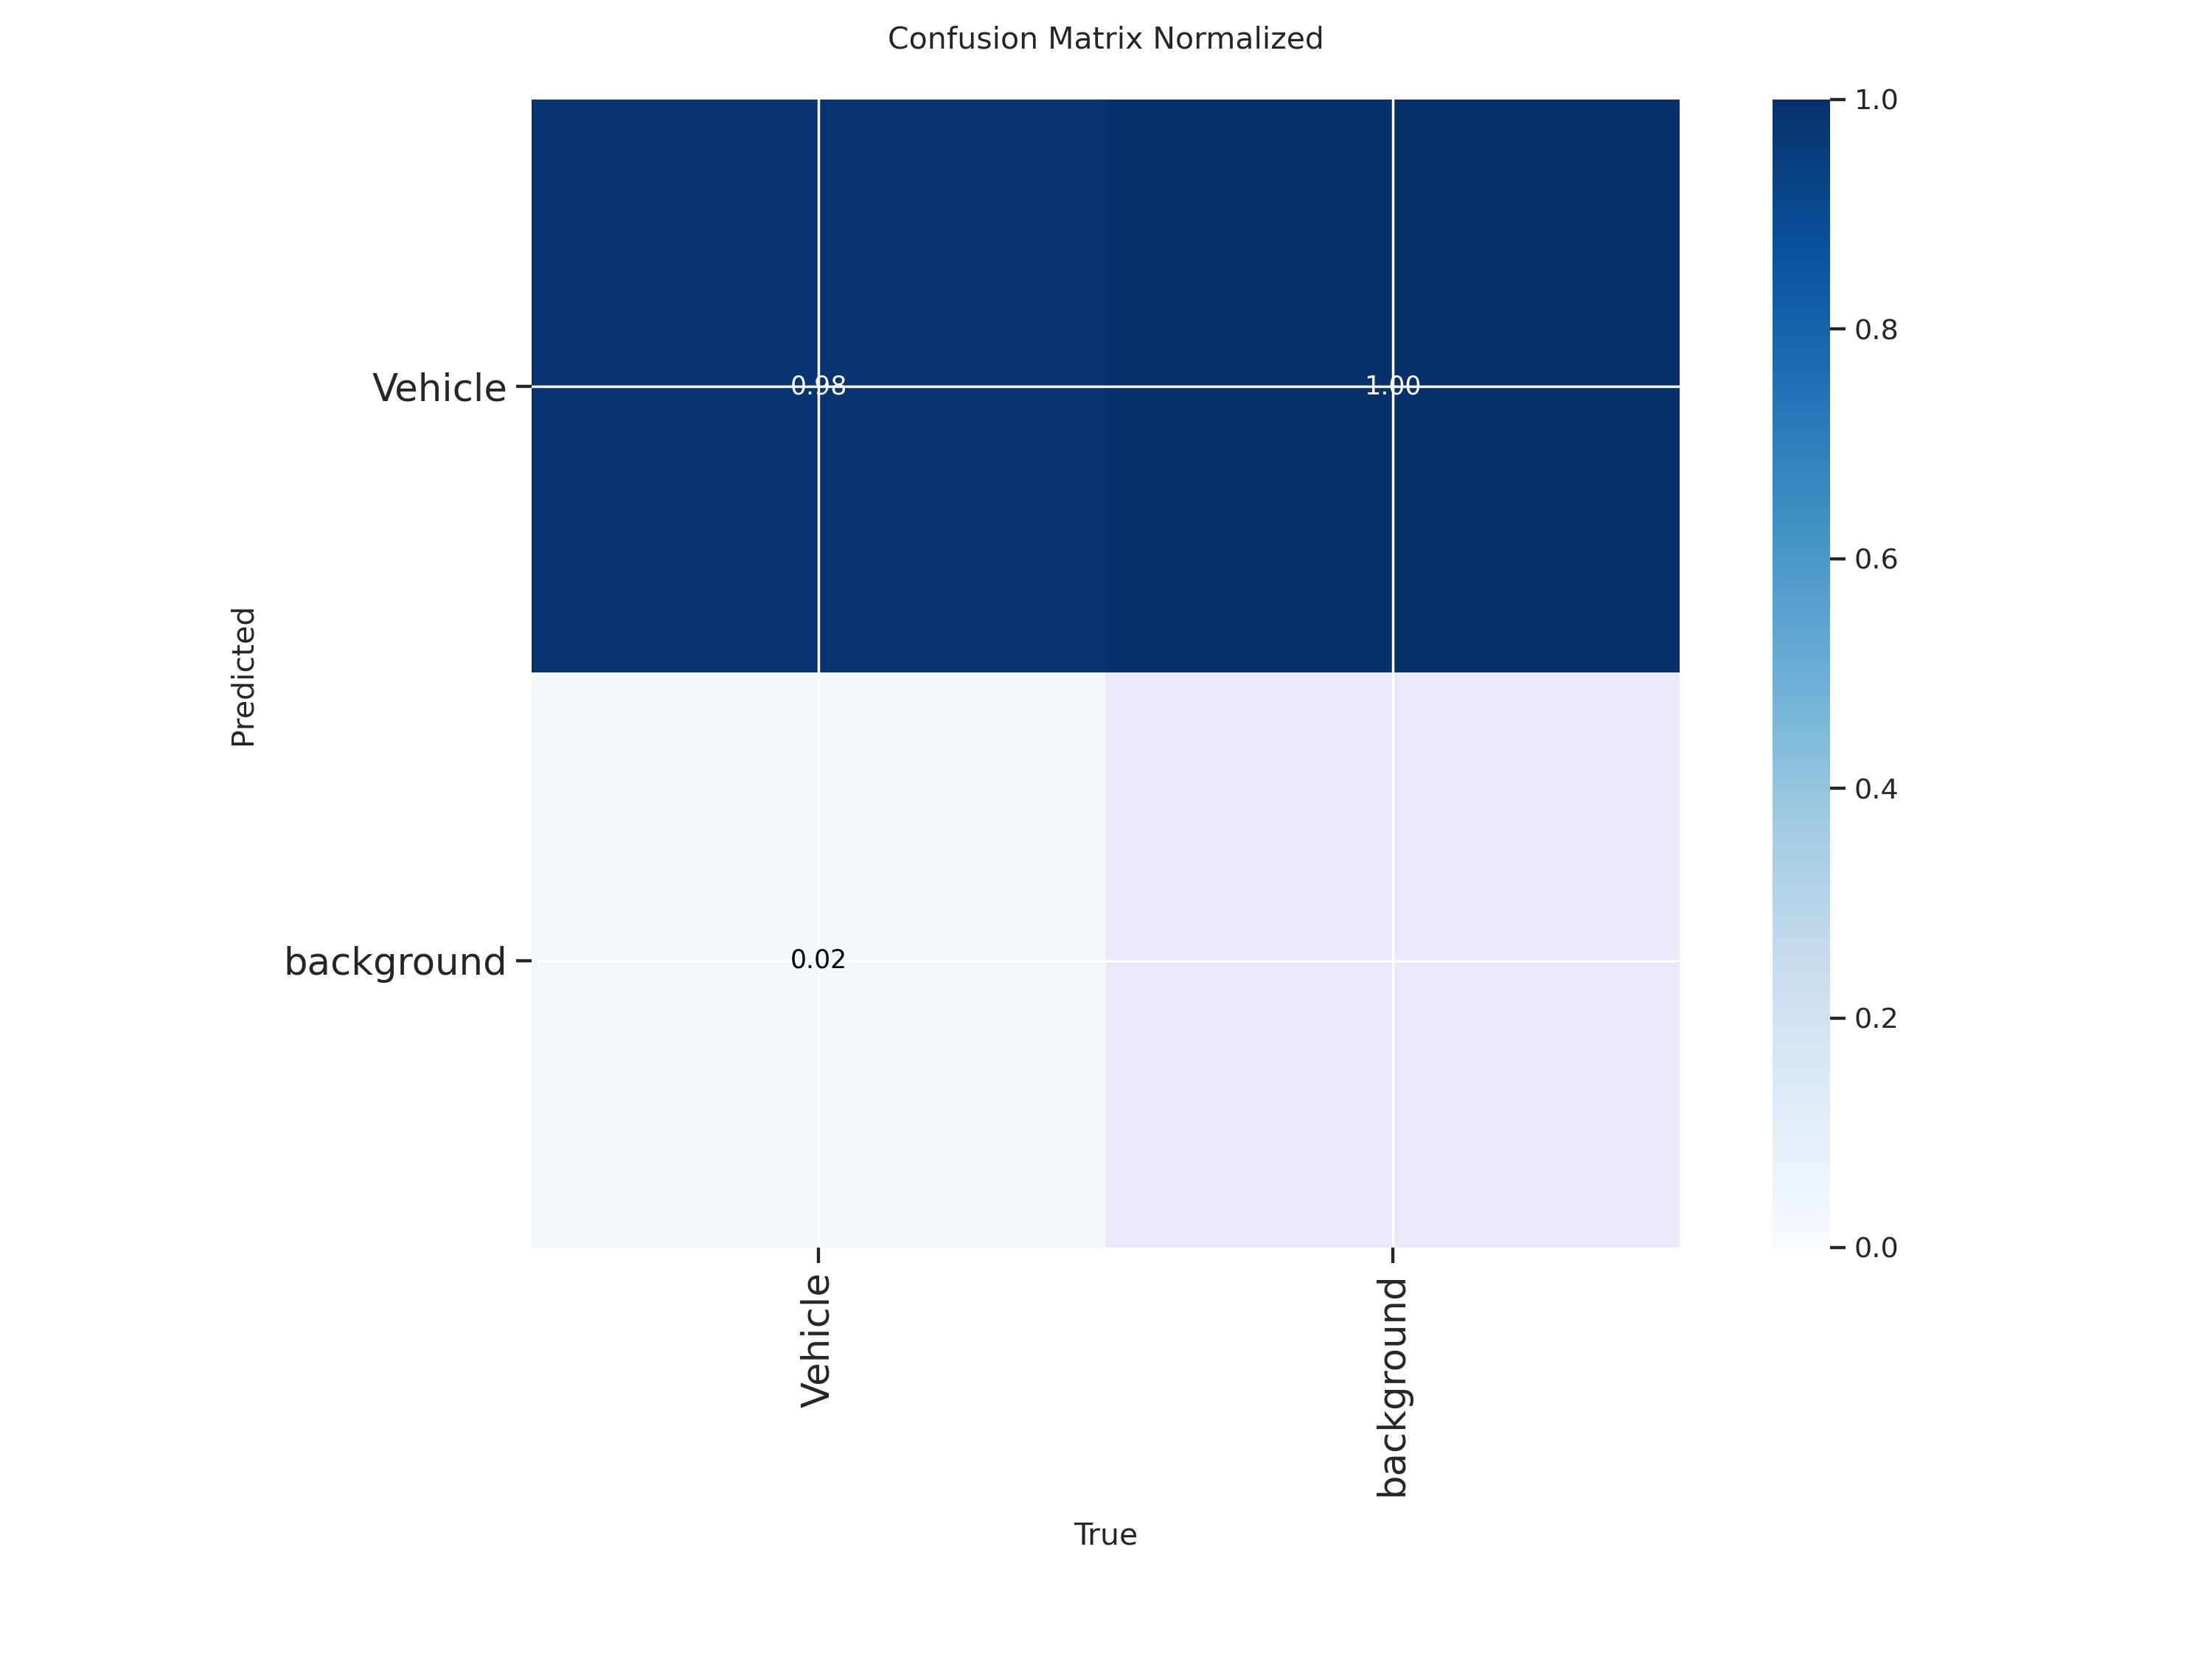 Confusion Matrix Normalized
1.0
0.8
Vehicle
0.98
1.00
0.6
Predicted
0.4
background
0.02
0.2
0.0
Vehicle
background
True